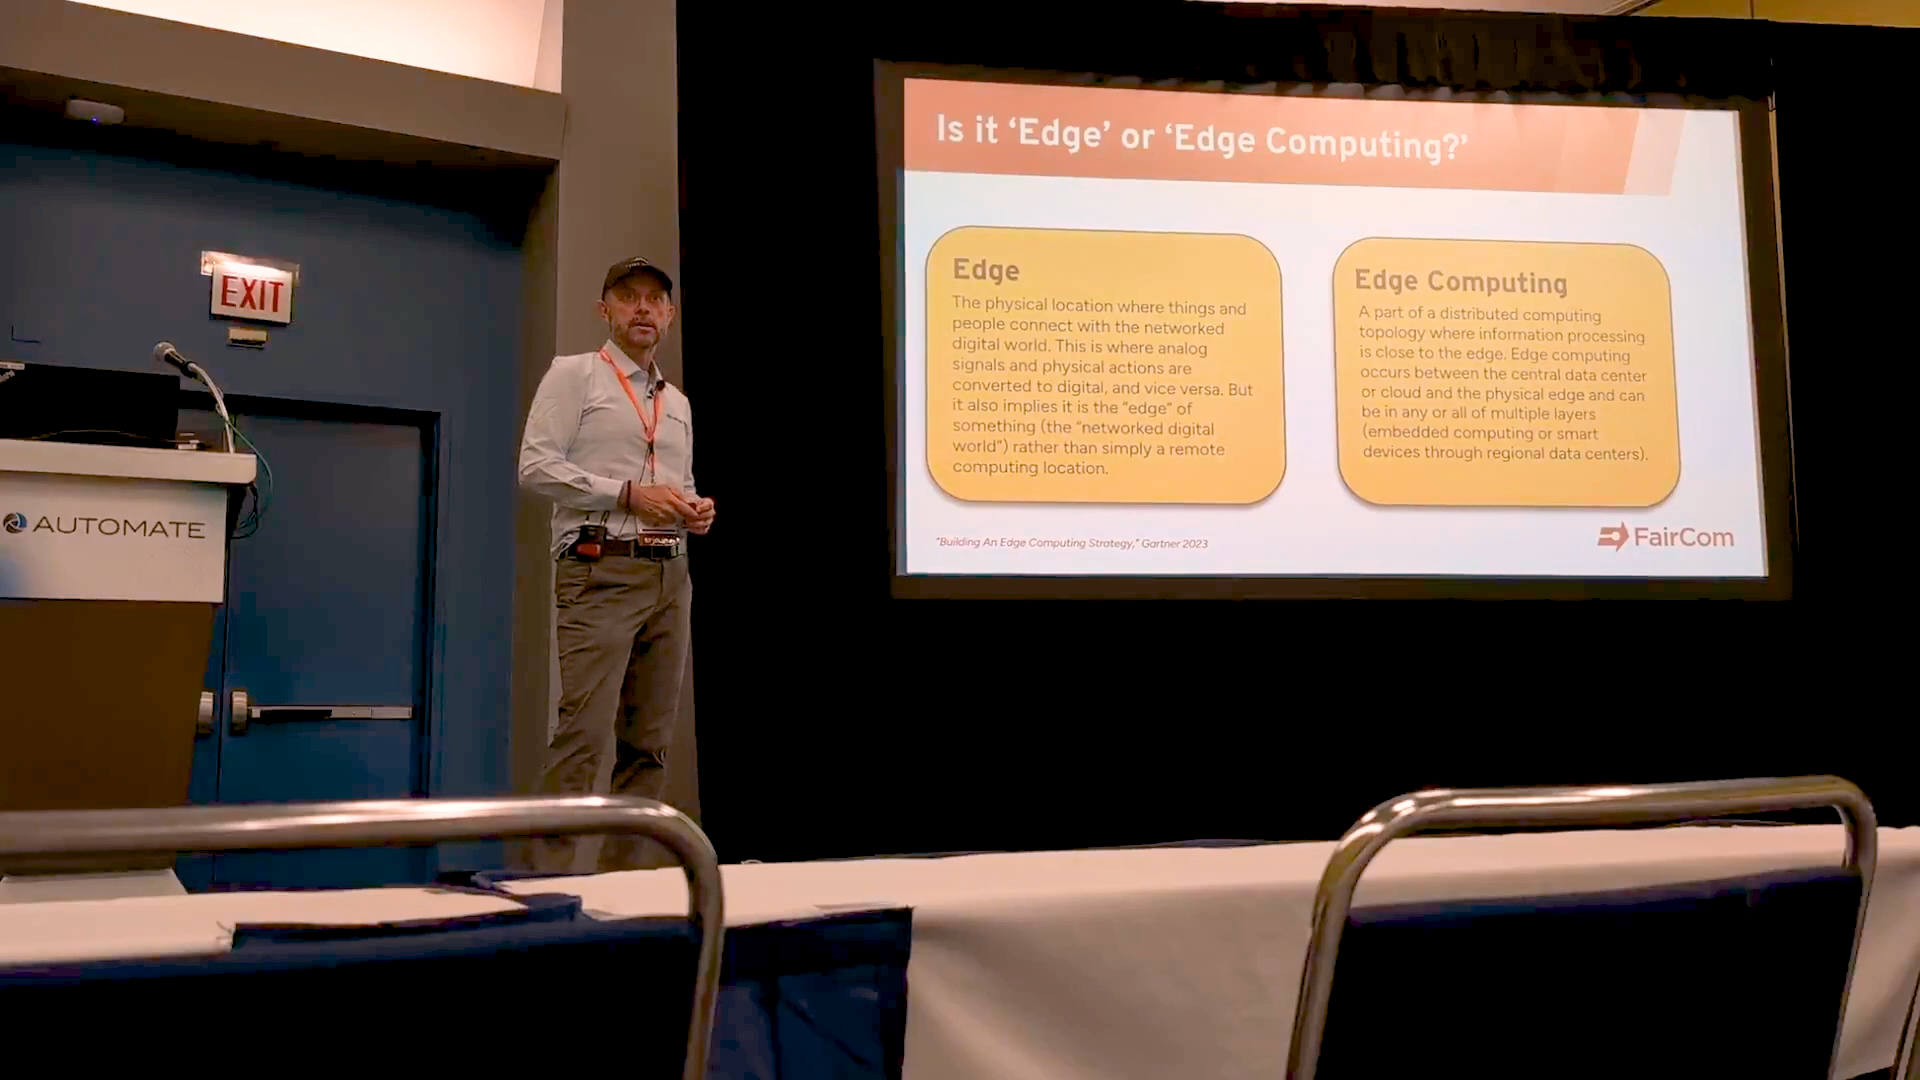 Is it ‘Edge’ or ‘Edge Computing?’
Edge
The physical location where things and
people connect with the networked
digital world. This is where analog
signals and physical actions are
converted to digital, and vice versa. But
it also implies it is the “edge” of
something (the “networked digital
world”) rather than simply a remote
computing location.
Edge Computing
A part of a distributed computing
topology where information processing
is close to the edge. Edge computing
occurs between the central data center
or cloud and the physical edge and can
be in any or all of multiple layers
(embedded computing or smart
devices through regional data centers).
“Building An Edge Computing Strategy,” Gartner 2023
FairCom
EXIT
AUTOMATE